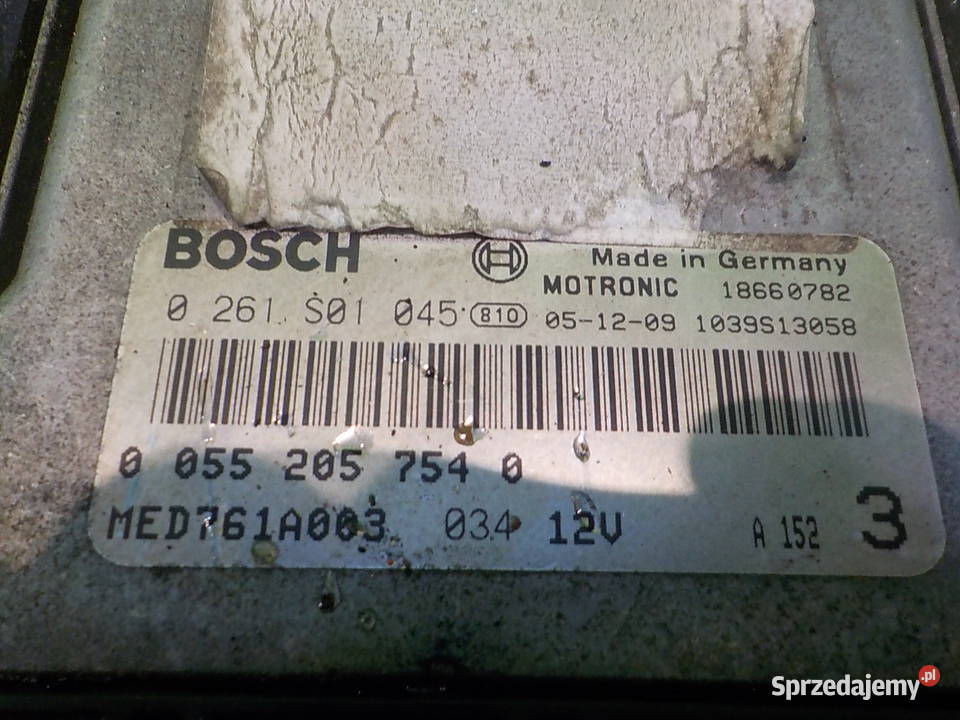 BOSCH
Made in Germany
MOTRONIC 18660782
0 261 S01 045 810 05-12-09 1039S13058
0 055 205 754 0
MED761A003 034 12V A 152 3
Sprzedajemy.pl